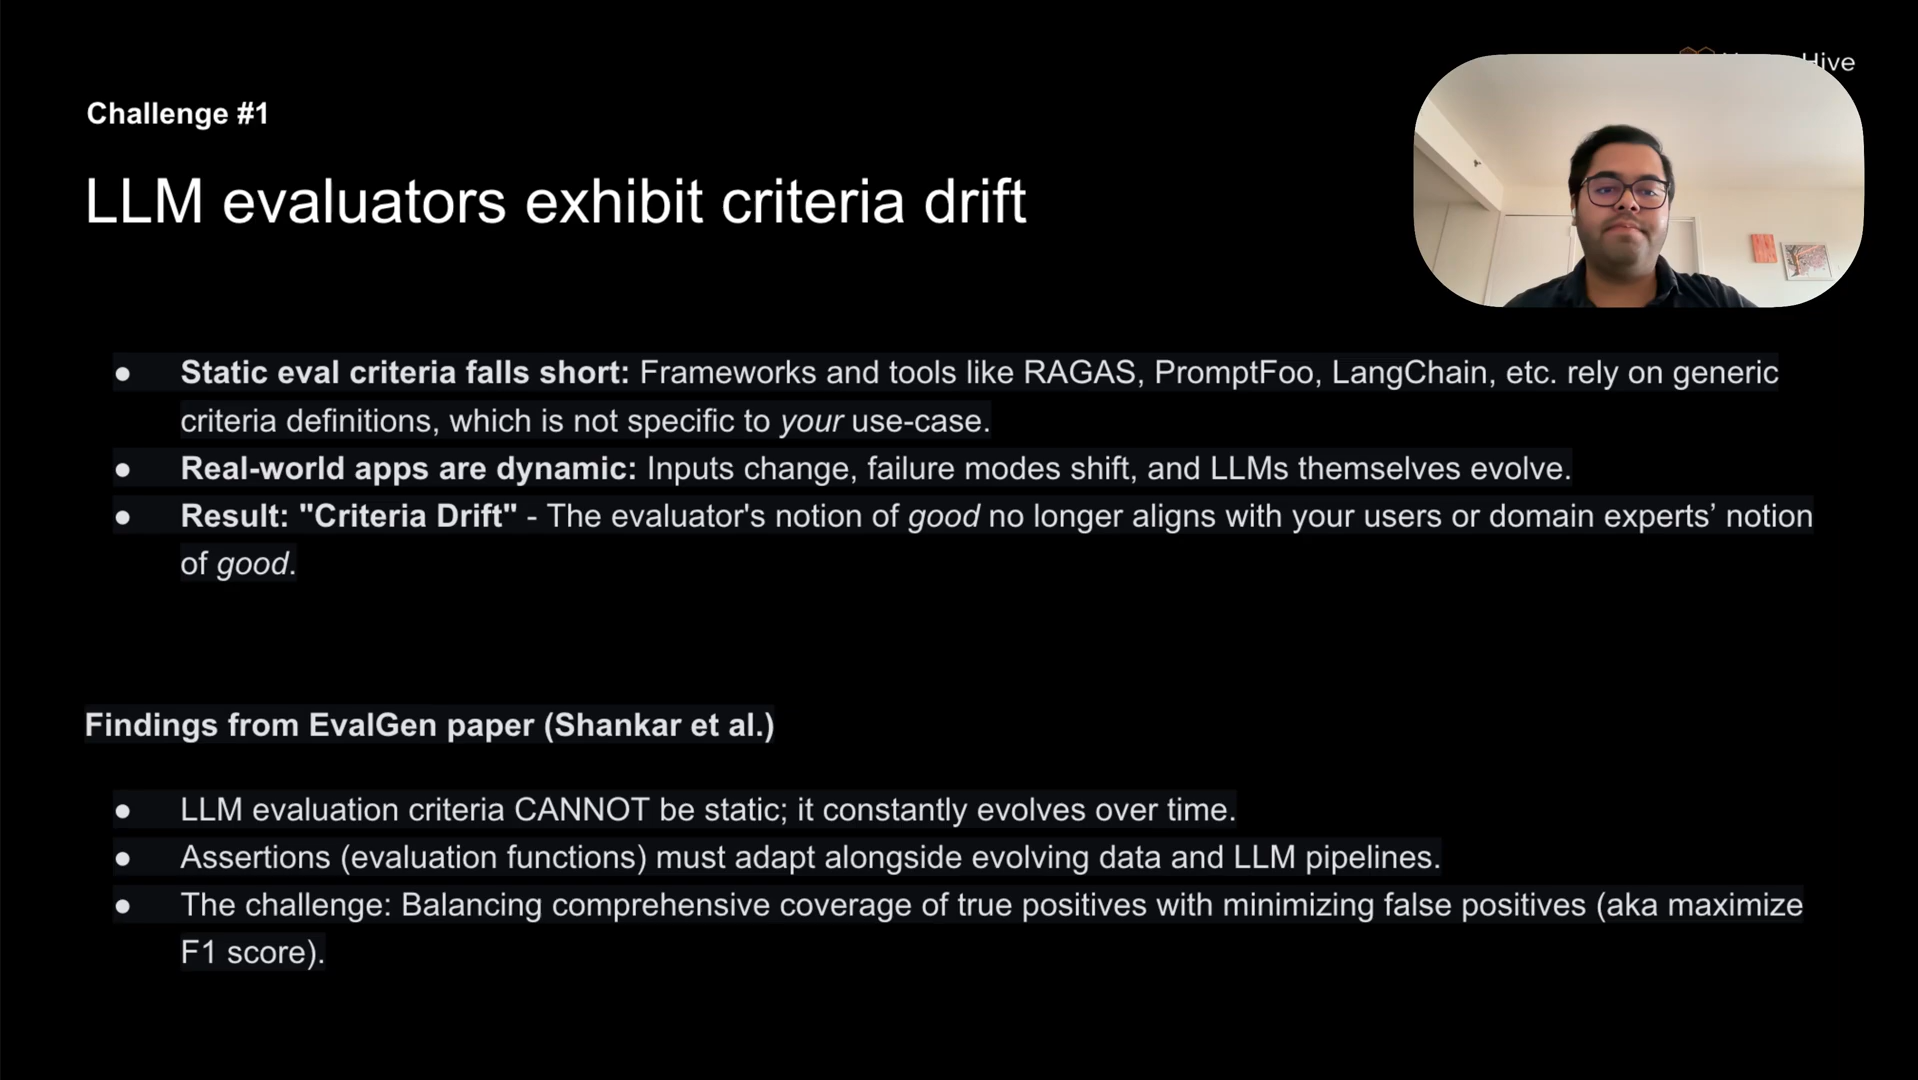 Hive
Challenge #1
LLM evaluators exhibit criteria drift
● Static eval criteria falls short: Frameworks and tools like RAGAS, PromptFoo, LangChain, etc. rely on generic
criteria definitions, which is not specific to your use-case.
● Real-world apps are dynamic: Inputs change, failure modes shift, and LLMs themselves evolve.
● Result: "Criteria Drift" - The evaluator's notion of good no longer aligns with your users or domain experts’ notion
of good.
Findings from EvalGen paper (Shankar et al.)
● LLM evaluation criteria CANNOT be static; it constantly evolves over time.
● Assertions (evaluation functions) must adapt alongside evolving data and LLM pipelines.
● The challenge: Balancing comprehensive coverage of true positives with minimizing false positives (aka maximize
F1 score).